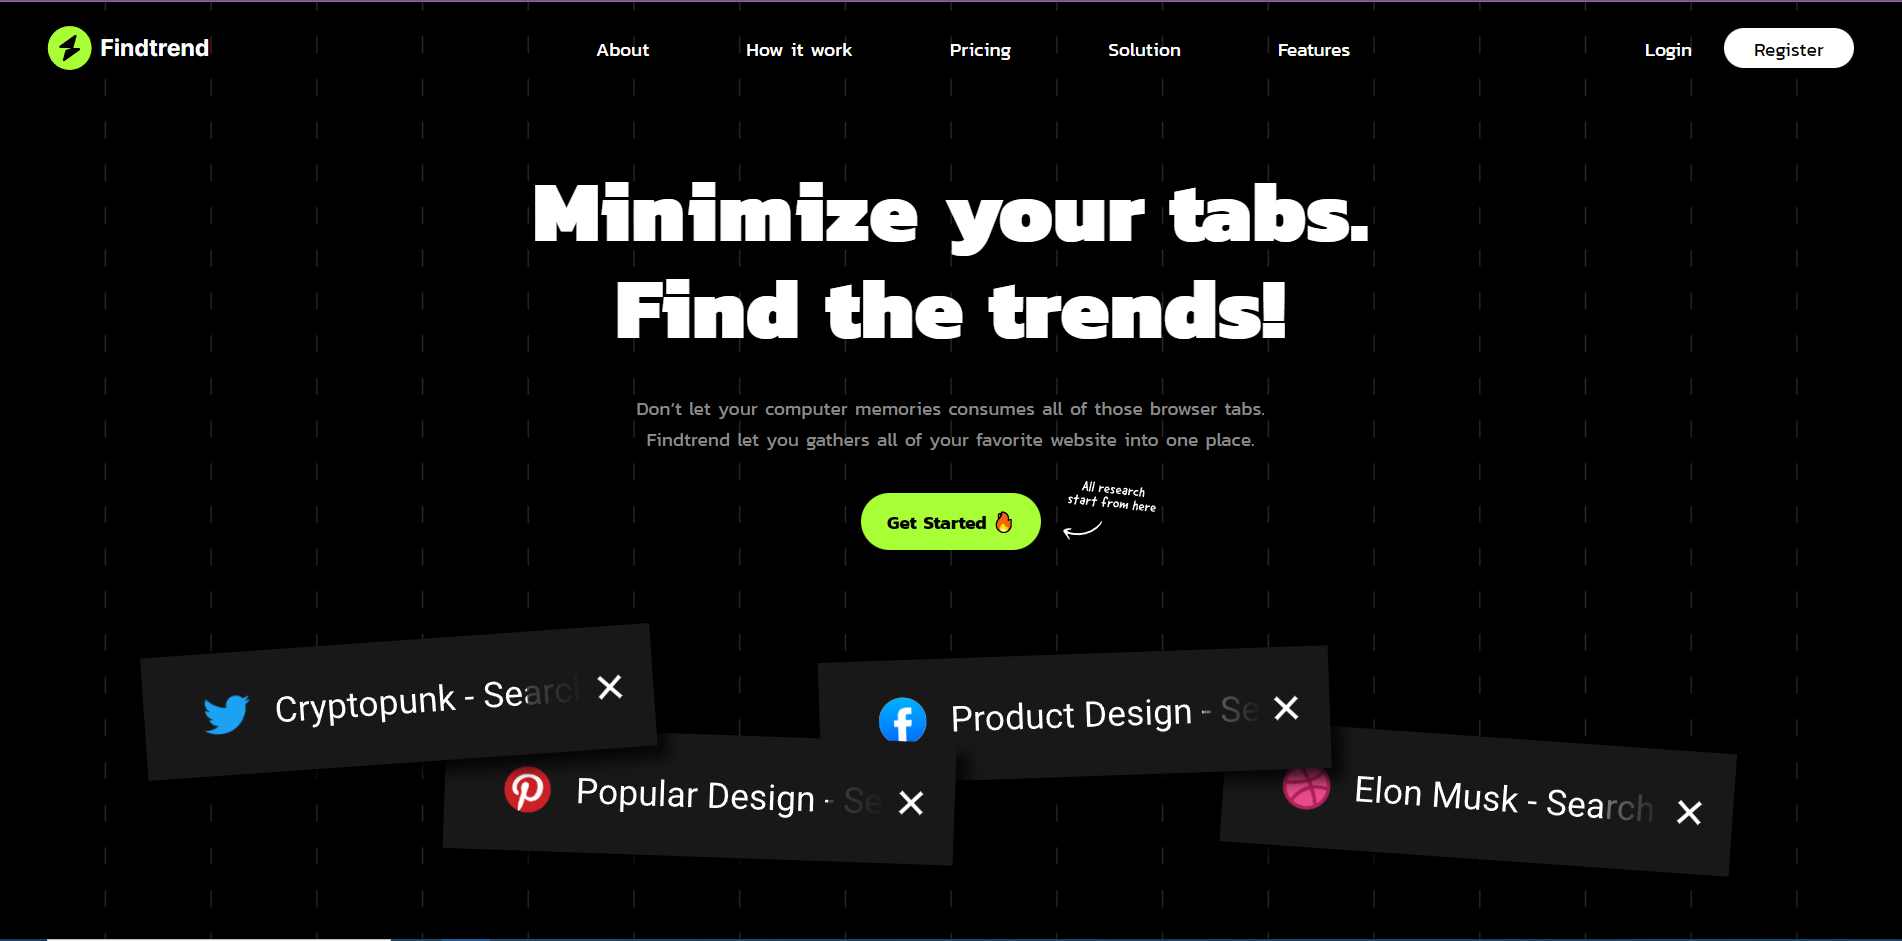 Findtrend
About
How it work
Pricing
Solution
Features
Login
Register
Minimize your tabs.
Find the trends!
Don't let your computer memories consumes all of those browser tabs.
Findtrend let you gathers all of your favorite website into one place.
Get Started 🔥
All research
start from here
Cryptopunk - Search
Product Design - Se
Popular Design - Se
Elon Musk - Search